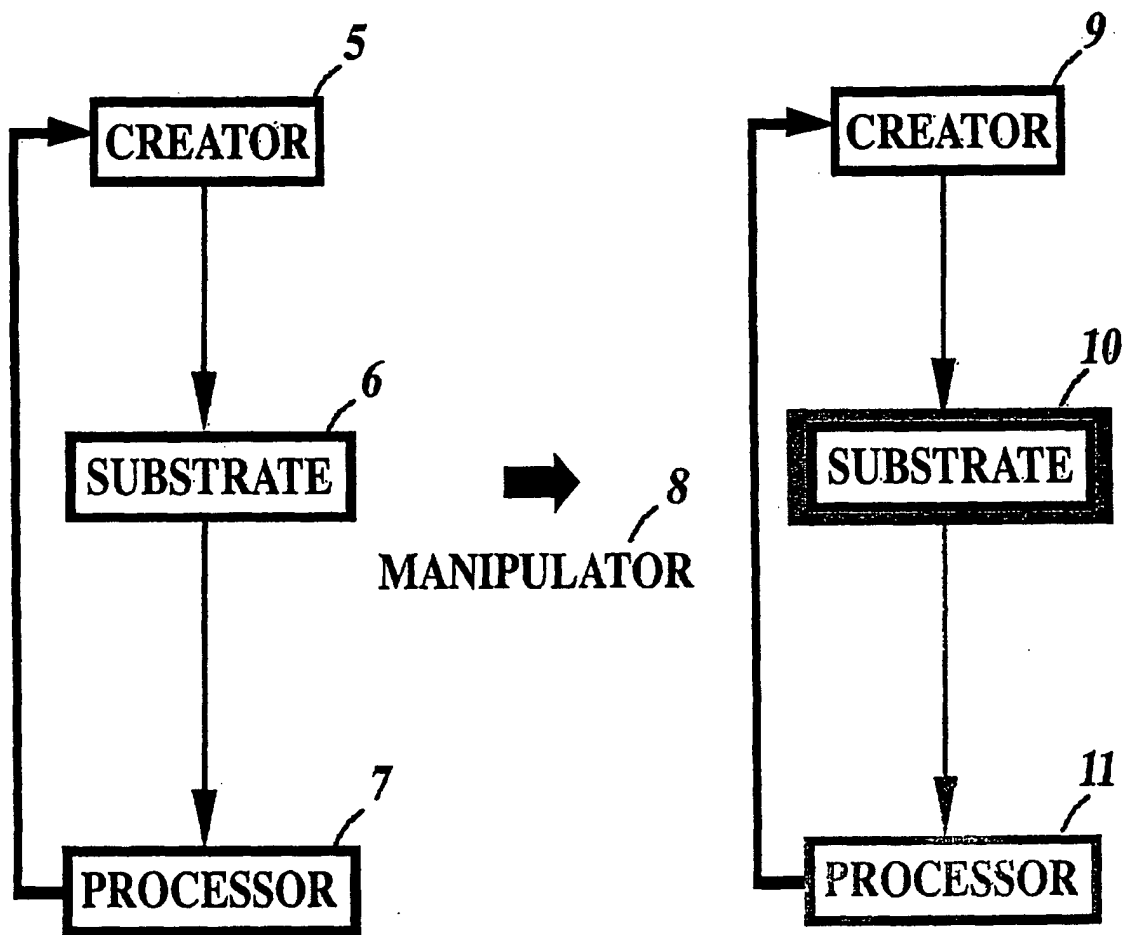 5
CREATOR
6
SUBSTRATE
7
PROCESSOR
8
MANIPULATOR
9
CREATOR
10
SUBSTRATE
11
PROCESSOR